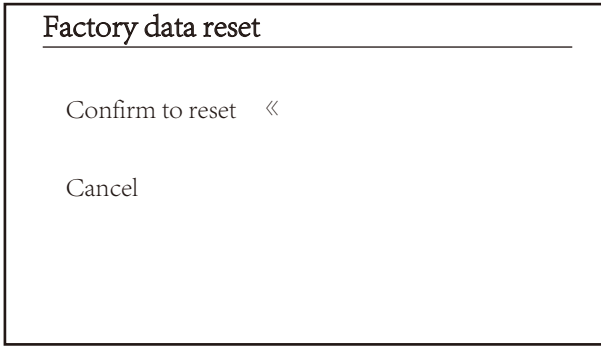 Factory data reset
Confirm to reset 《
Cancel